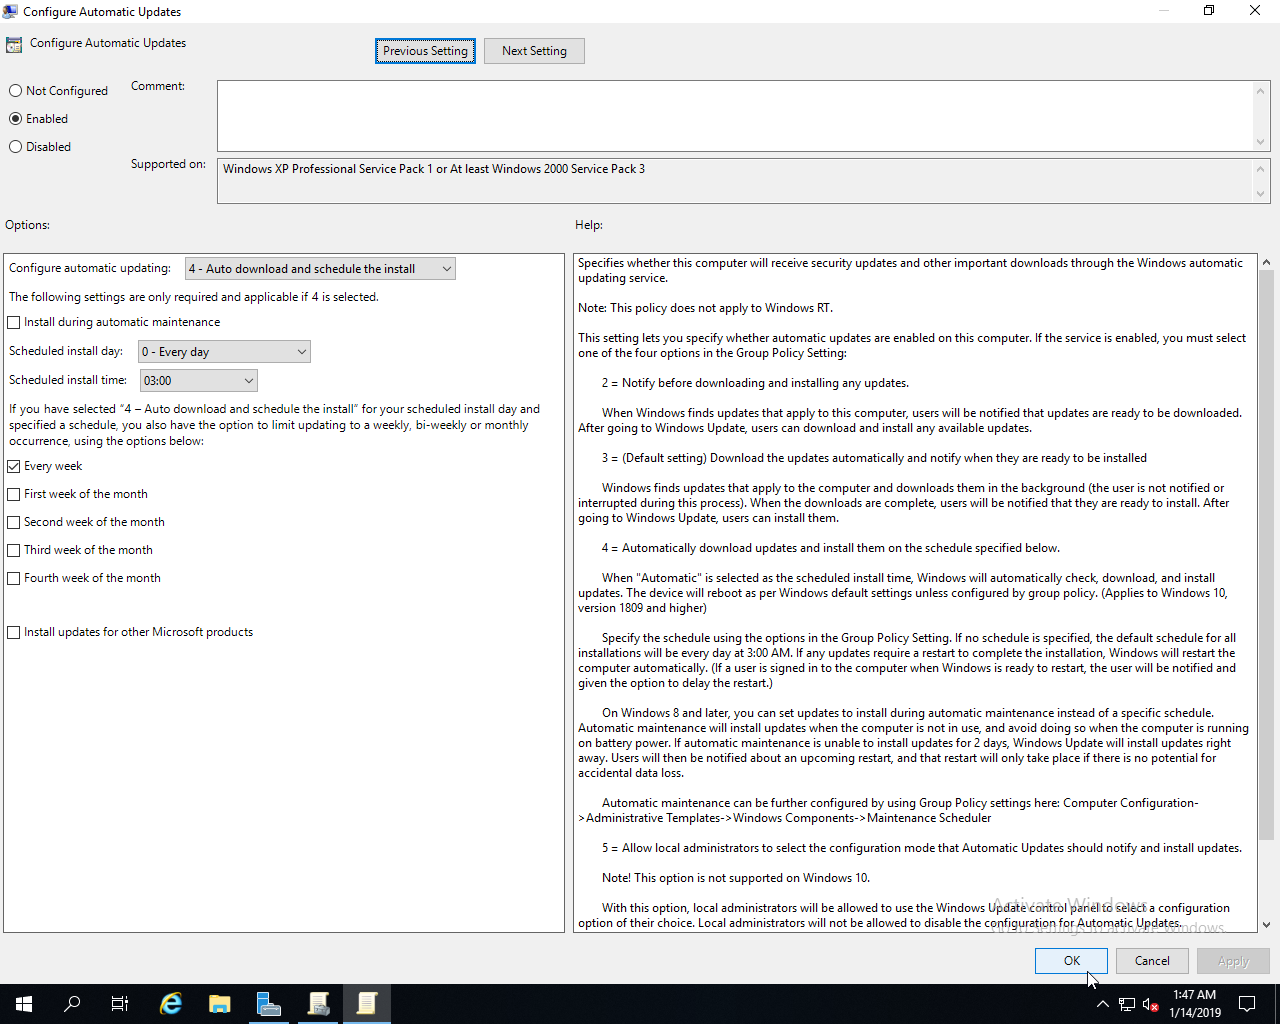 Configure Automatic Updates
Configure Automatic Updates
Previous Setting
Next Setting
Not Configured
Enabled
Disabled
Comment:
Supported on:
Windows XP Professional Service Pack 1 or At least Windows 2000 Service Pack 3
Options:
Help:
Configure automatic updating:
4 - Auto download and schedule the install
The following settings are only required and applicable if 4 is selected.
Install during automatic maintenance
Scheduled install day:
0 - Every day
Scheduled install time:
03:00
If you have selected “4 – Auto download and schedule the install” for your scheduled install day and
specified a schedule, you also have the option to limit updating to a weekly, bi-weekly or monthly
occurrence, using the options below:
Every week
First week of the month
Second week of the month
Third week of the month
Fourth week of the month
Install updates for other Microsoft products
Specifies whether this computer will receive security updates and other important downloads through the Windows automatic
updating service.
Note: This policy does not apply to Windows RT.
This setting lets you specify whether automatic updates are enabled on this computer. If the service is enabled, you must select
one of the four options in the Group Policy Setting:
2 = Notify before downloading and installing any updates.
When Windows finds updates that apply to this computer, users will be notified that updates are ready to be downloaded.
After going to Windows Update, users can download and install any available updates.
3 = (Default setting) Download the updates automatically and notify when they are ready to be installed
Windows finds updates that apply to the computer and downloads them in the background (the user is not notified or
interrupted during this process). When the downloads are complete, users will be notified that they are ready to install. After
going to Windows Update, users can install them.
4 = Automatically download updates and install them on the schedule specified below.
When "Automatic" is selected as the scheduled install time, Windows will automatically check, download, and install
updates. The device will reboot as per Windows default settings unless configured by group policy. (Applies to Windows 10,
version 1809 and higher)
Specify the schedule using the options in the Group Policy Setting. If no schedule is specified, the default schedule for all
installations will be every day at 3:00 AM. If any updates require a restart to complete the installation, Windows will restart the
computer automatically. (If a user is signed in to the computer when Windows is ready to restart, the user will be notified and
given the option to delay the restart.)
On Windows 8 and later, you can set updates to install during automatic maintenance instead of a specific schedule.
Automatic maintenance will install updates when the computer is not in use, and avoid doing so when the computer is running
on battery power. If automatic maintenance is unable to install updates for 2 days, Windows Update will install updates right
away. Users will then be notified about an upcoming restart, and that restart will only take place if there is no potential for
accidental data loss.
Automatic maintenance can be further configured by using Group Policy settings here: Computer Configuration-
>Administrative Templates->Windows Components->Maintenance Scheduler
5 = Allow local administrators to select the configuration mode that Automatic Updates should notify and install updates.
Note! This option is not supported on Windows 10.
With this option, local administrators will be allowed to use the Windows Update control panel to select a configuration
option of their choice. Local administrators will not be allowed to disable the configuration for Automatic Updates.
Activate Windows
Go to Settings to activate Windows.
OK
Cancel
Apply
1:47 AM
1/14/2019